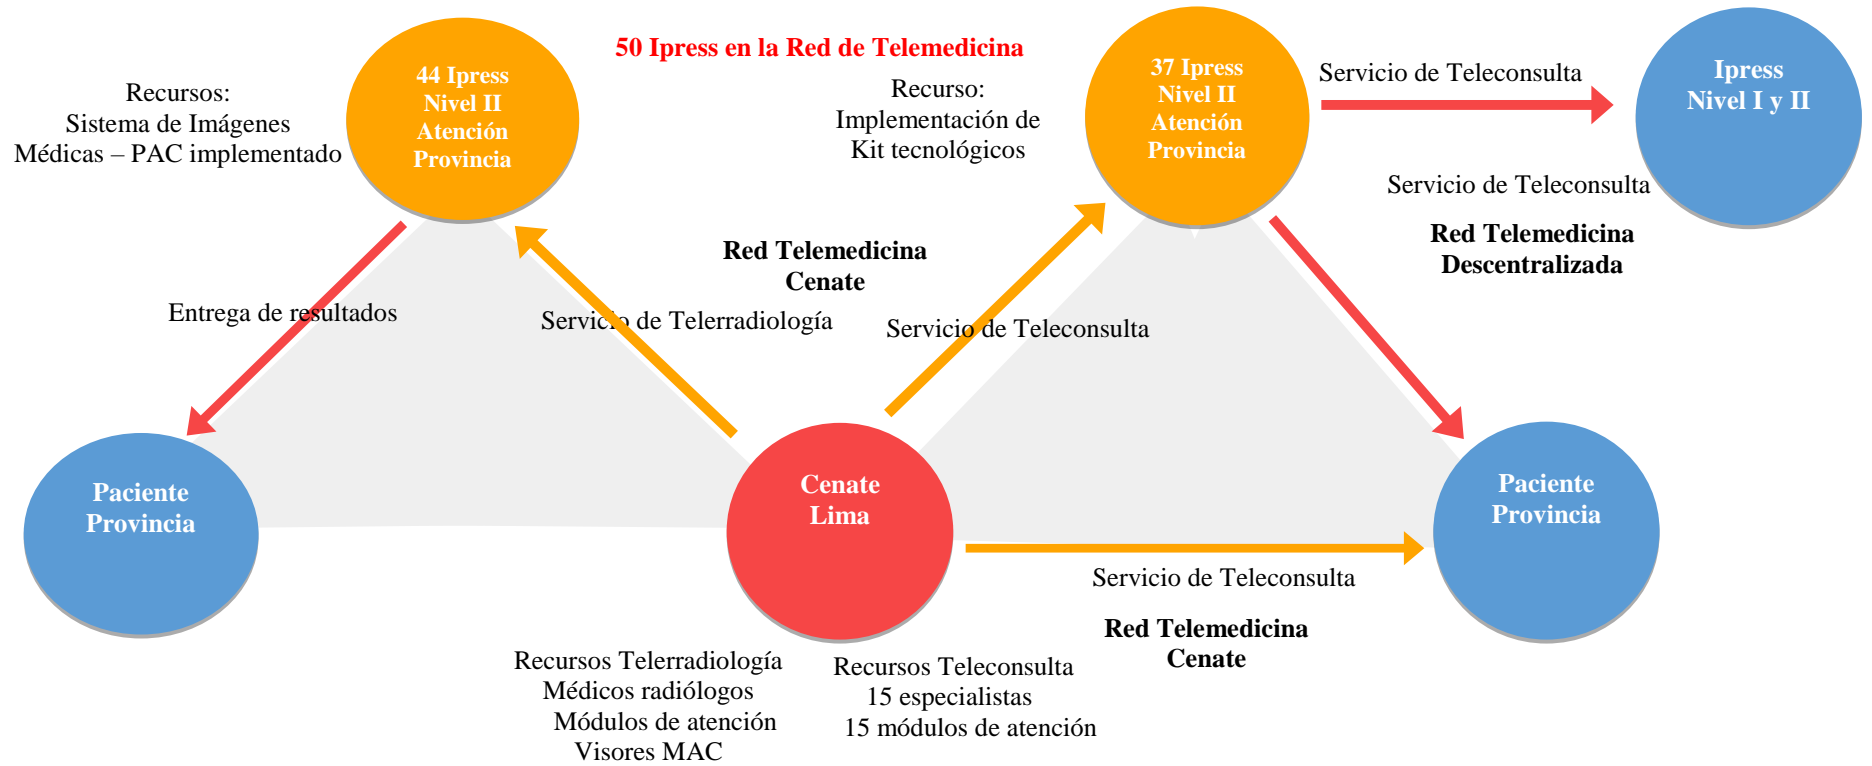 50 Ipress en la Red de Telemedicina
44 Ipress
Nivel II
Atención
Provincia
Recursos:
Sistema de Imágenes
Médicas – PAC implementado
Recurso:
Implementación de
Kit tecnológicos
37 Ipress
Nivel II
Atención
Provincia
Servicio de Teleconsulta
Ipress
Nivel I y II
Servicio de Teleconsulta
Red Telemedicina
Descentralizada
Red Telemedicina
Cenate
Entrega de resultados
Servicio de Telerradiología
Servicio de Teleconsulta
Paciente
Provincia
Cenate
Lima
Paciente
Provincia
Servicio de Teleconsulta
Red Telemedicina
Cenate
Recursos Telerradiología
Médicos radiólogos
Módulos de atención
Visores MAC
Recursos Teleconsulta
15 especialistas
15 módulos de atención